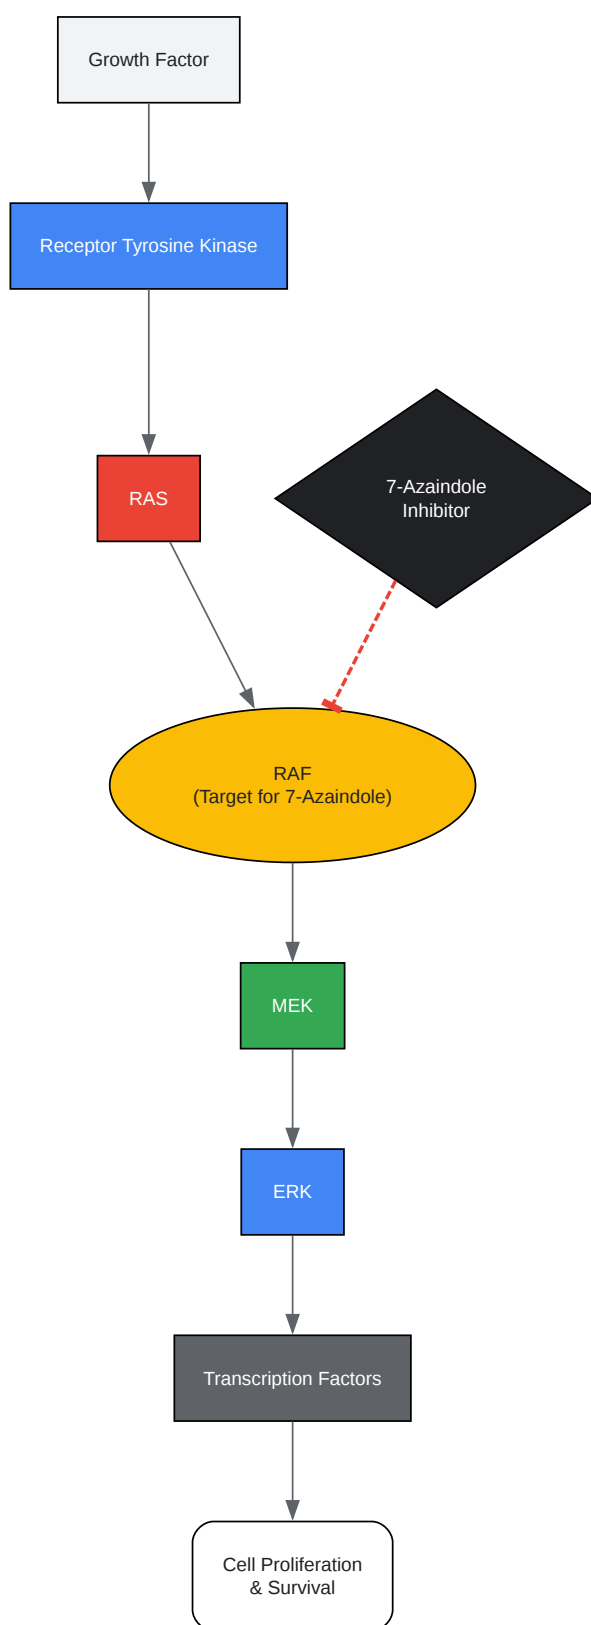 Growth Factor
Receptor Tyrosine Kinase
RAS
7-Azaindole
Inhibitor
RAF
(Target for 7-Azaindole)
MEK
ERK
Transcription Factors
Cell Proliferation
& Survival